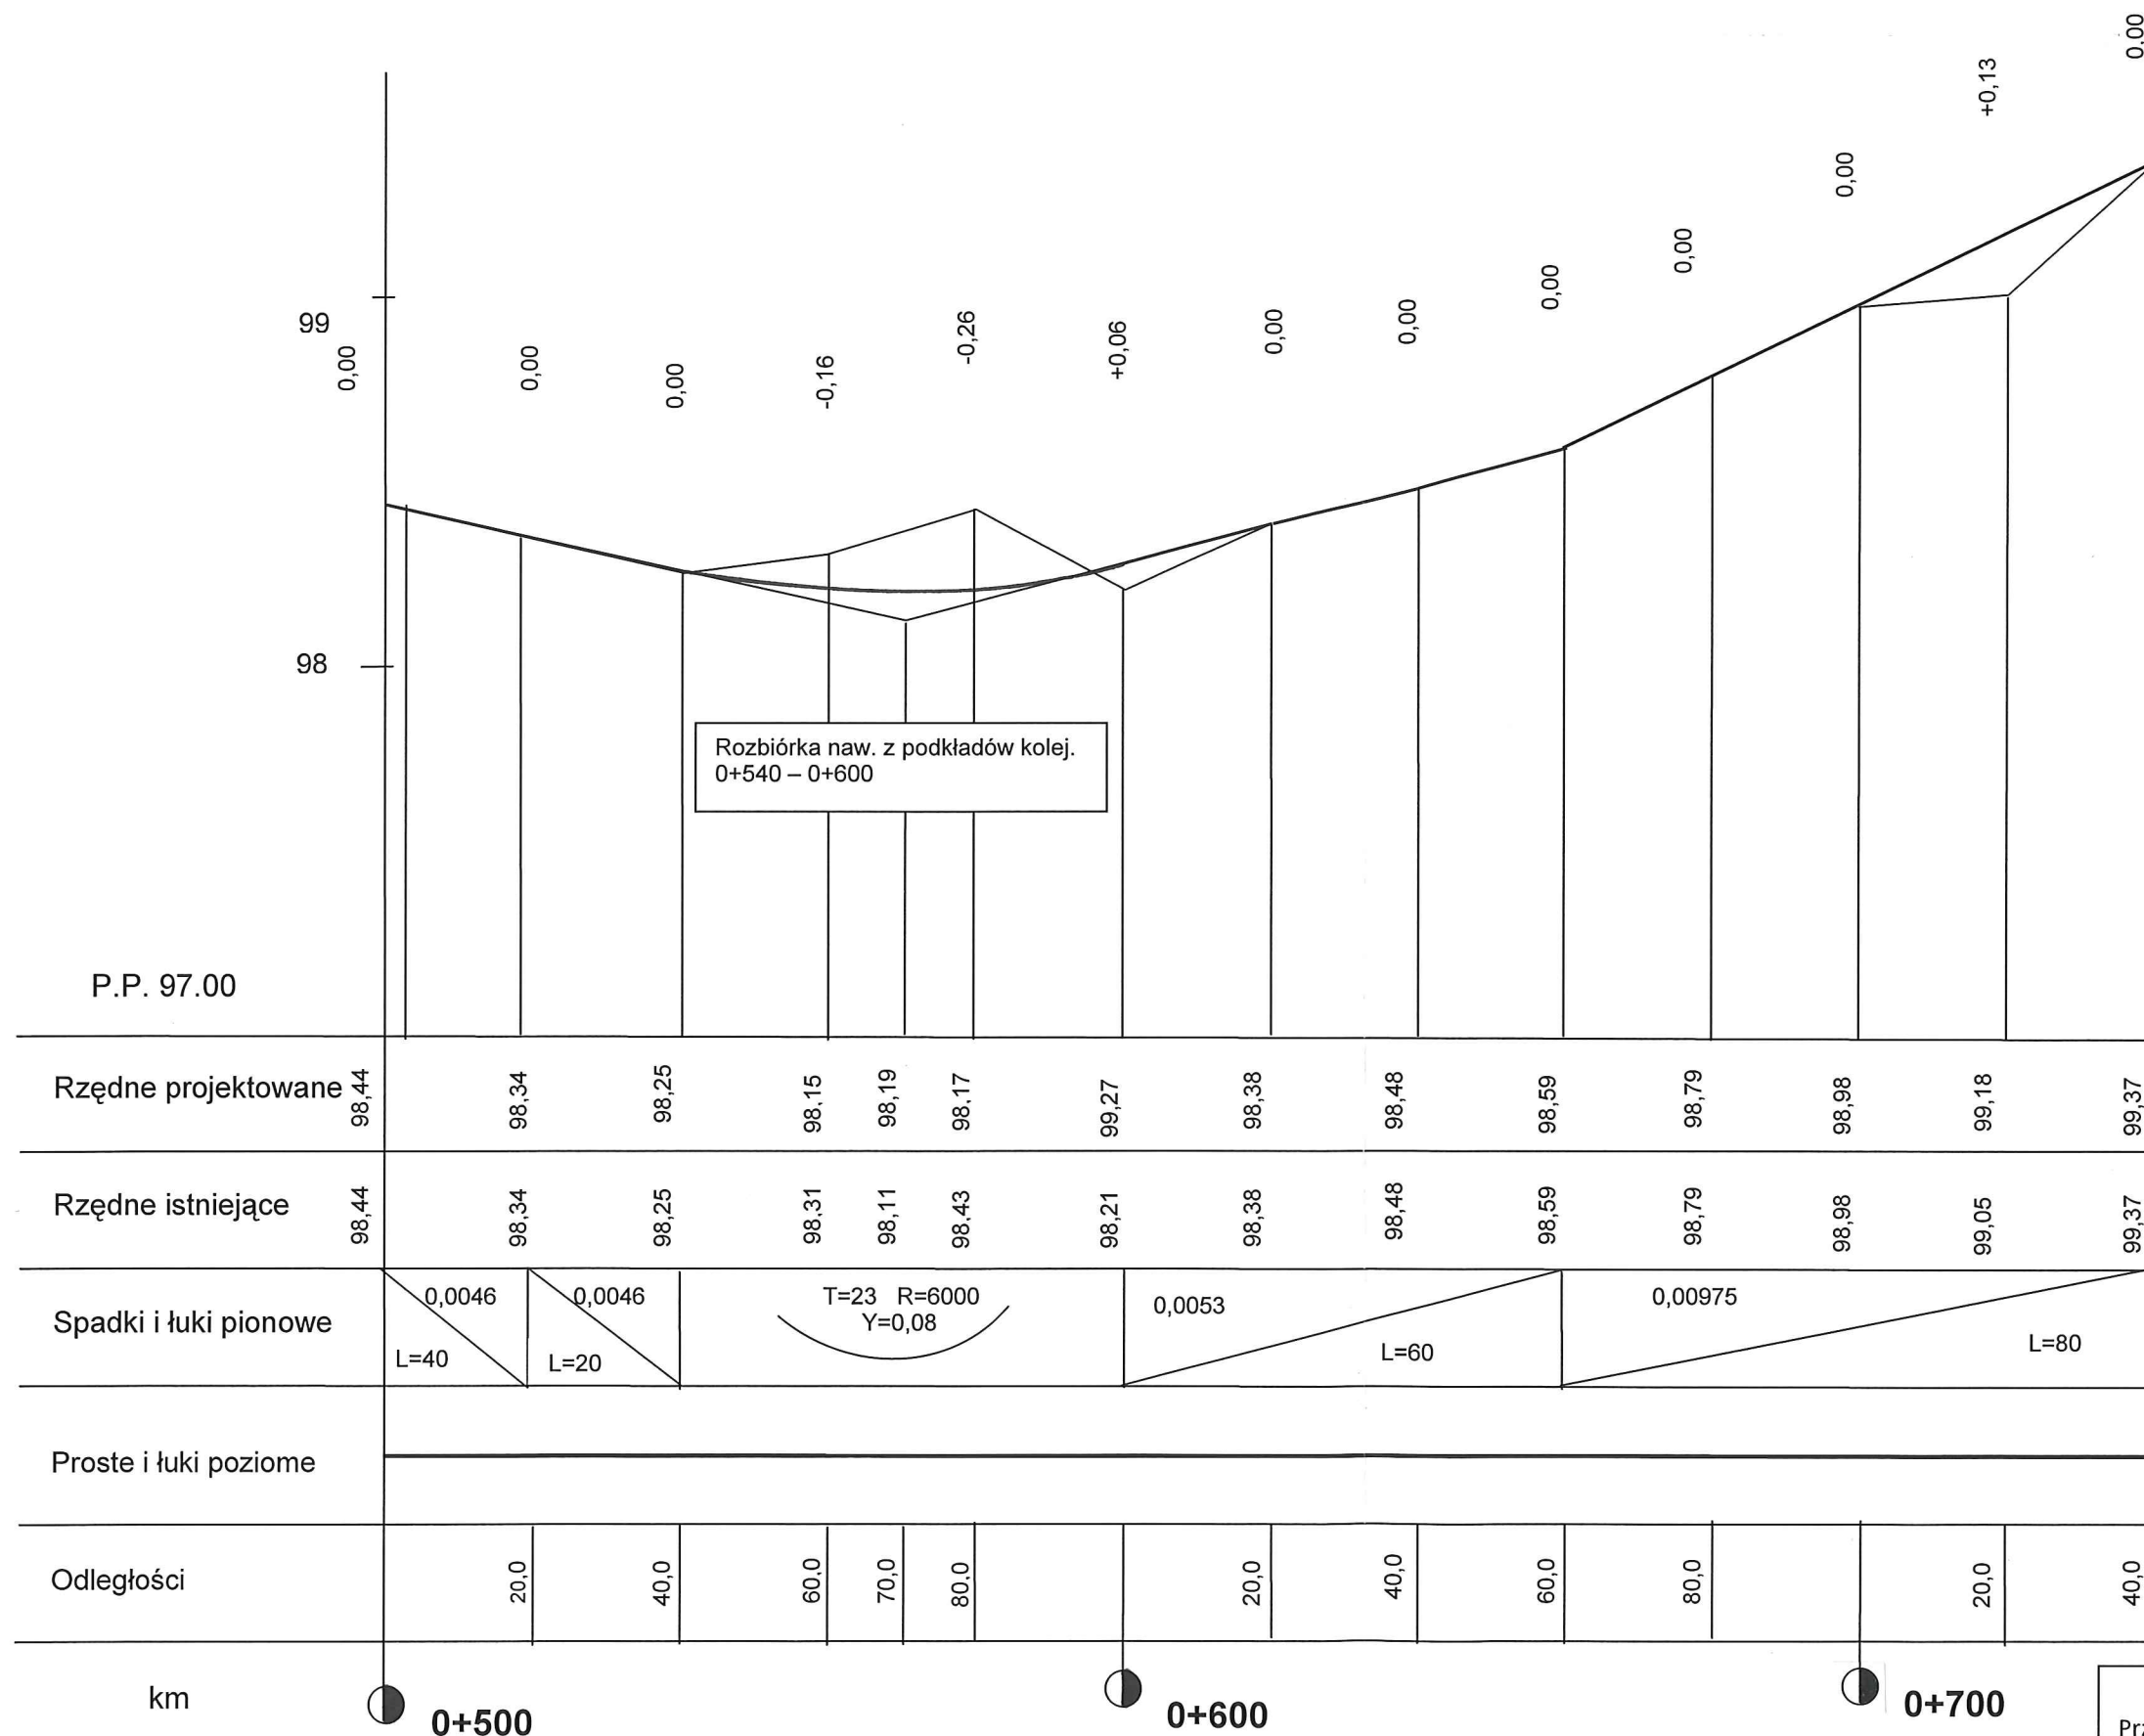 0,00
+0,13
0,00
0,00
0,00
-0,26
+0,06
0,00
0,00
99
0,00
0,00
0,00
-0,16
98
Rozbiórka naw. z podkładów kolej.
0+540 – 0+600
P.P. 97.00
Rzędne projektowane 98,44 98,34 98,25 98.15 98,19 98.17 99,27 98,38 98,48 98,59 98,79 98,98 99,18 99,37
Rzędne istniejące 98,44 98,34 98,25 98.31 98,11 98.43 98,21 98,38 98,48 98,59 98,79 98,98 99,05 99,37
Spadki i łuki pionowe 0,0046 L=40 0,0046 L=20 T=23 R=6000 Y=0,08 0,0053 L=60 0,00975 L=80
Proste i łuki poziome
Odległości 20,0 40,0 60.0 70,0 80.0 20,0 40,0 60,0 80,0 20,0 40,0
km 0+500 0+600 0+700